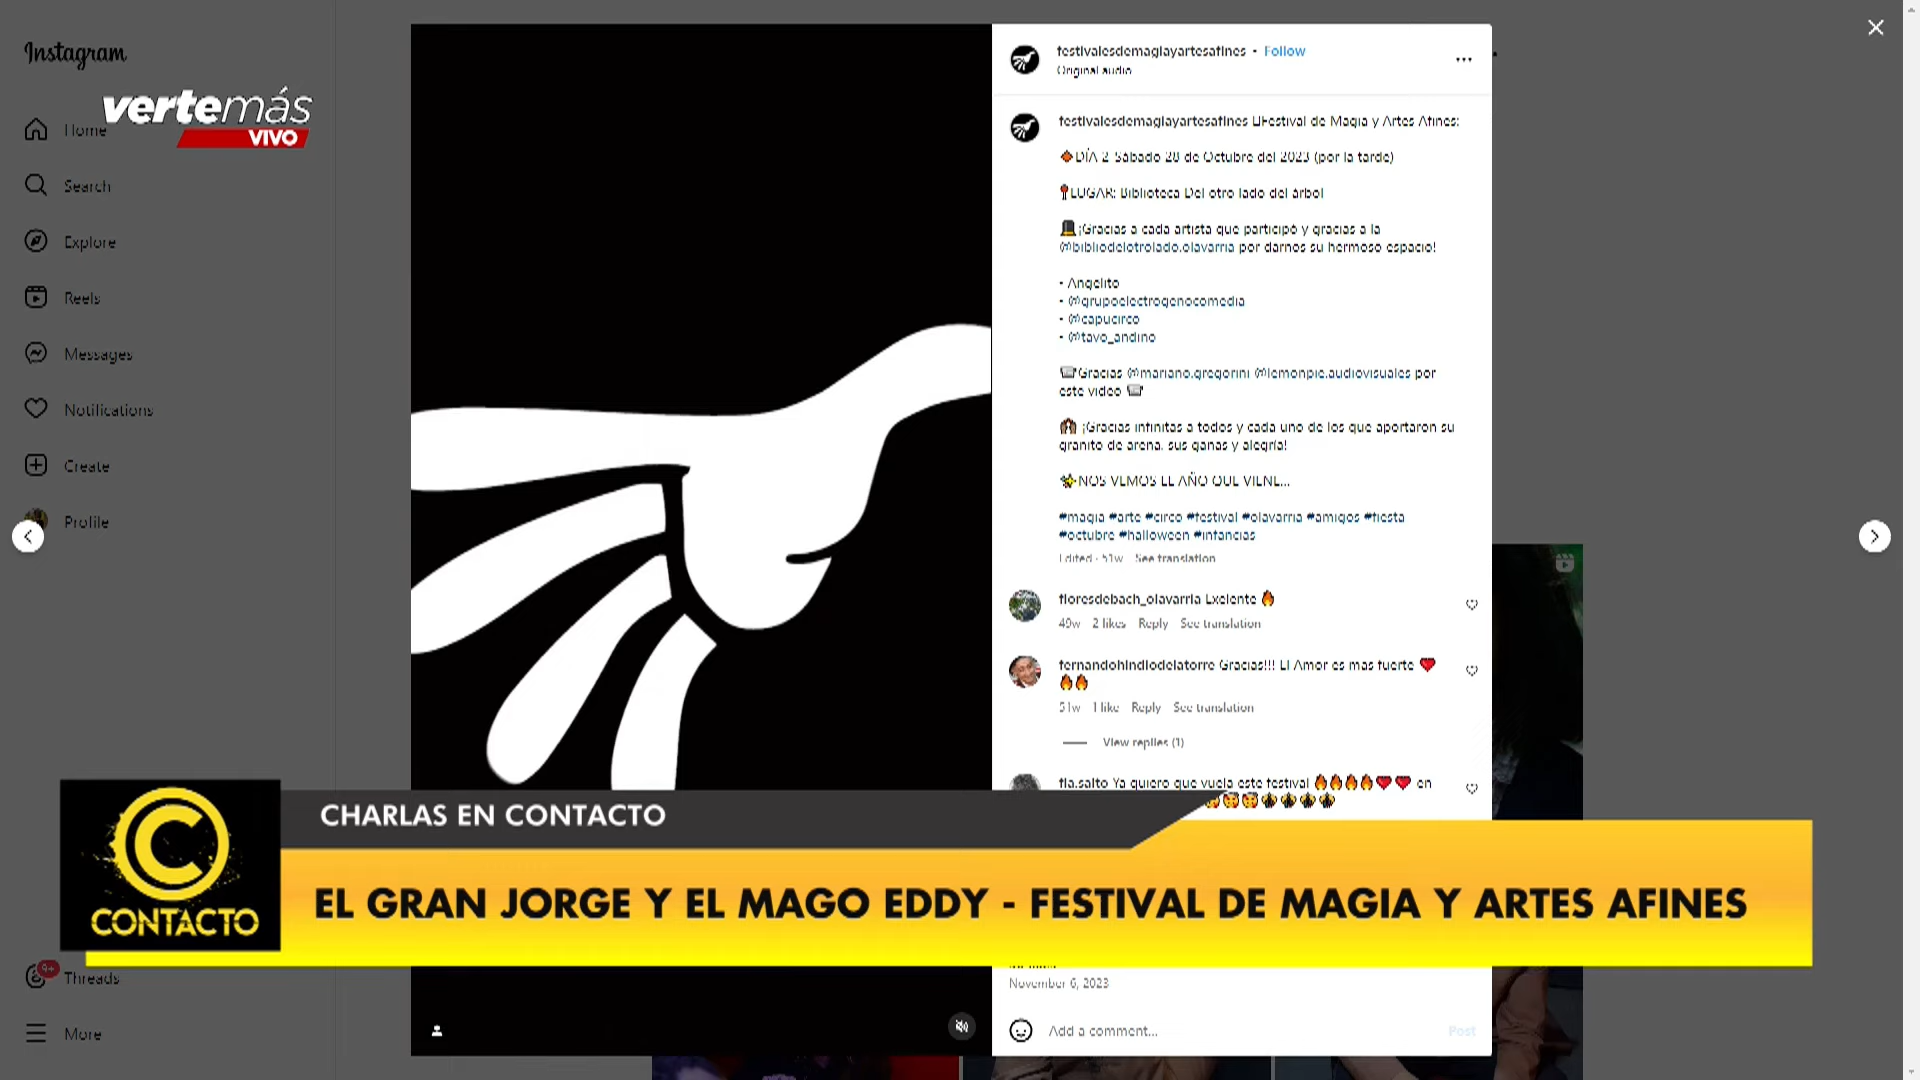 Instagram
vertemás
VIVO
Home
Search
Explore
Reels
Messages
Notifications
Create
Profile
Threads
9+
More
festivalesdemagiayartesafines • Follow
Original audio
festivalesdemagiayartesafines Festival de Magia y Artes Afines:
DÍA 2 Sábado 28 de Octubre del 2023 (por la tarde)
LUGAR: Biblioteca Del otro lado del árbol
¡Gracias a cada artista que participó y gracias a la
@bibliodelotrolado.olavarria por darnos su hermoso espacio!
• Angelito
• @grupoelectrogenocomedia
• @capucirco
• @tavo_andino
Gracias @mariano.gregorini @lemonpie.audiovisuales por
este video
¡Gracias infinitas a todos y cada uno de los que aportaron su
granito de arena, sus ganas y alegría!
✨NOS VEMOS EL AÑO QUE VIENE...
#magia #arte #circo #festival #olavarria #amigos #fiesta
#octubre #halloween #infancias
Edited · 51w See translation
floresdebach_olavarria Exelente 🔥
49w 2 likes Reply See translation
fernandohindiodelatorre Gracias!!! El Amor es mas fuerte ❤️
🔥🔥
51w 1 like Reply See translation
View replies (1)
fla.salto Ya quiero que vuela este festival 🔥🔥🔥🔥❤️❤️ en
CHARLAS EN CONTACTO
CONTACTO
EL GRAN JORGE Y EL MAGO EDDY - FESTIVAL DE MAGIA Y ARTES AFINES
November 6, 2023
Add a comment...
Post